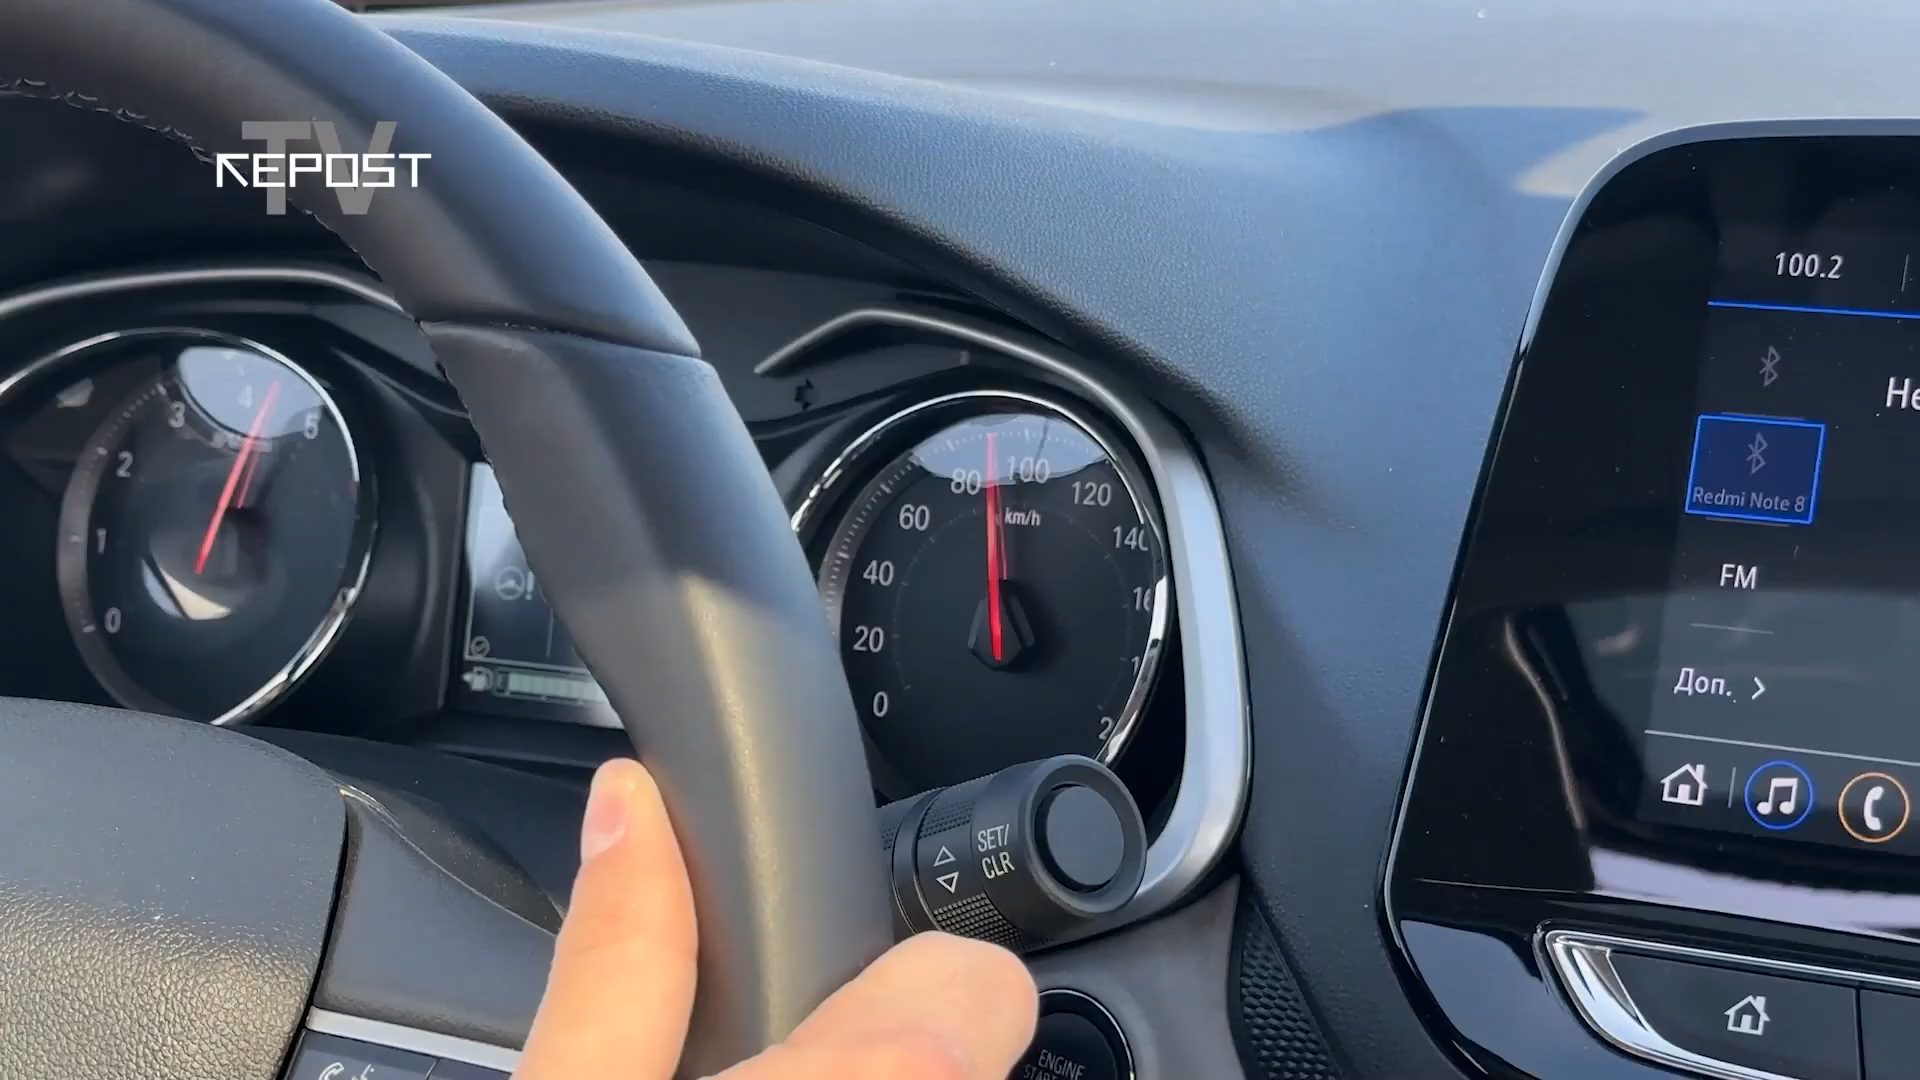 TV
REPOST
0
1
2
3
4
5
0
20
40
60
80
100
120
140
km/h
SET/
CLR
ENGINE
START
100.2
Redmi Note 8
FM
Доп. >